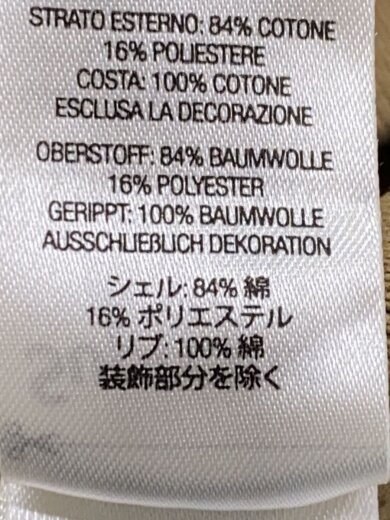 STRATO ESTERNO: 84% COTONE
16% POLIESTERE
COSTA: 100% COTONE
ESCLUSA LA DECORAZIONE
OBERSTOFF: 84% BAUMWOLLE
16% POLYESTER
GERIPPT: 100% BAUMWOLLE
AUSSCHLIEßLICH DEKORATION
シェル: 84% 綿
16% ポリエステル
リブ: 100% 綿
装飾部分を除く